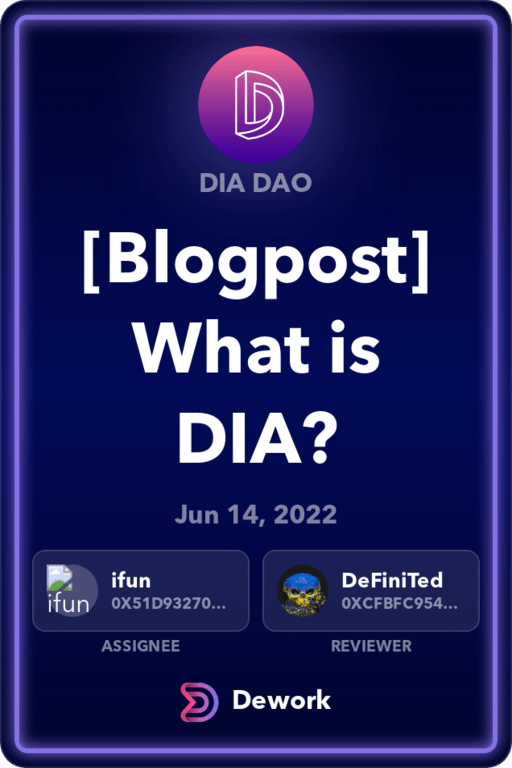 DIA DAO
[Blogpost]
What is
DIA?
Jun 14, 2022
ifun
ifun
0X51D93270...
DeFiniTed
0XCFBFC954...
ASSIGNEE
REVIEWER
Dework